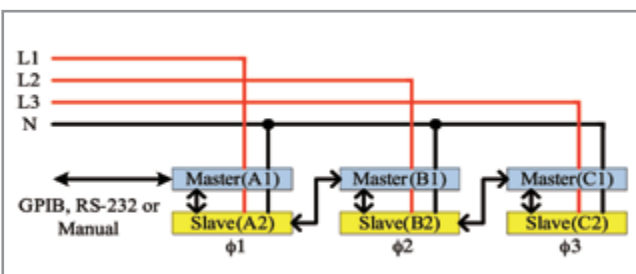 L1
L2
L3
N
Master(A1) Master(B1) Master(C1)
GPIB, RS-232 or
Manual
Slave(A2) Slave(B2) Slave(C2)
ϕ1 ϕ2 ϕ3